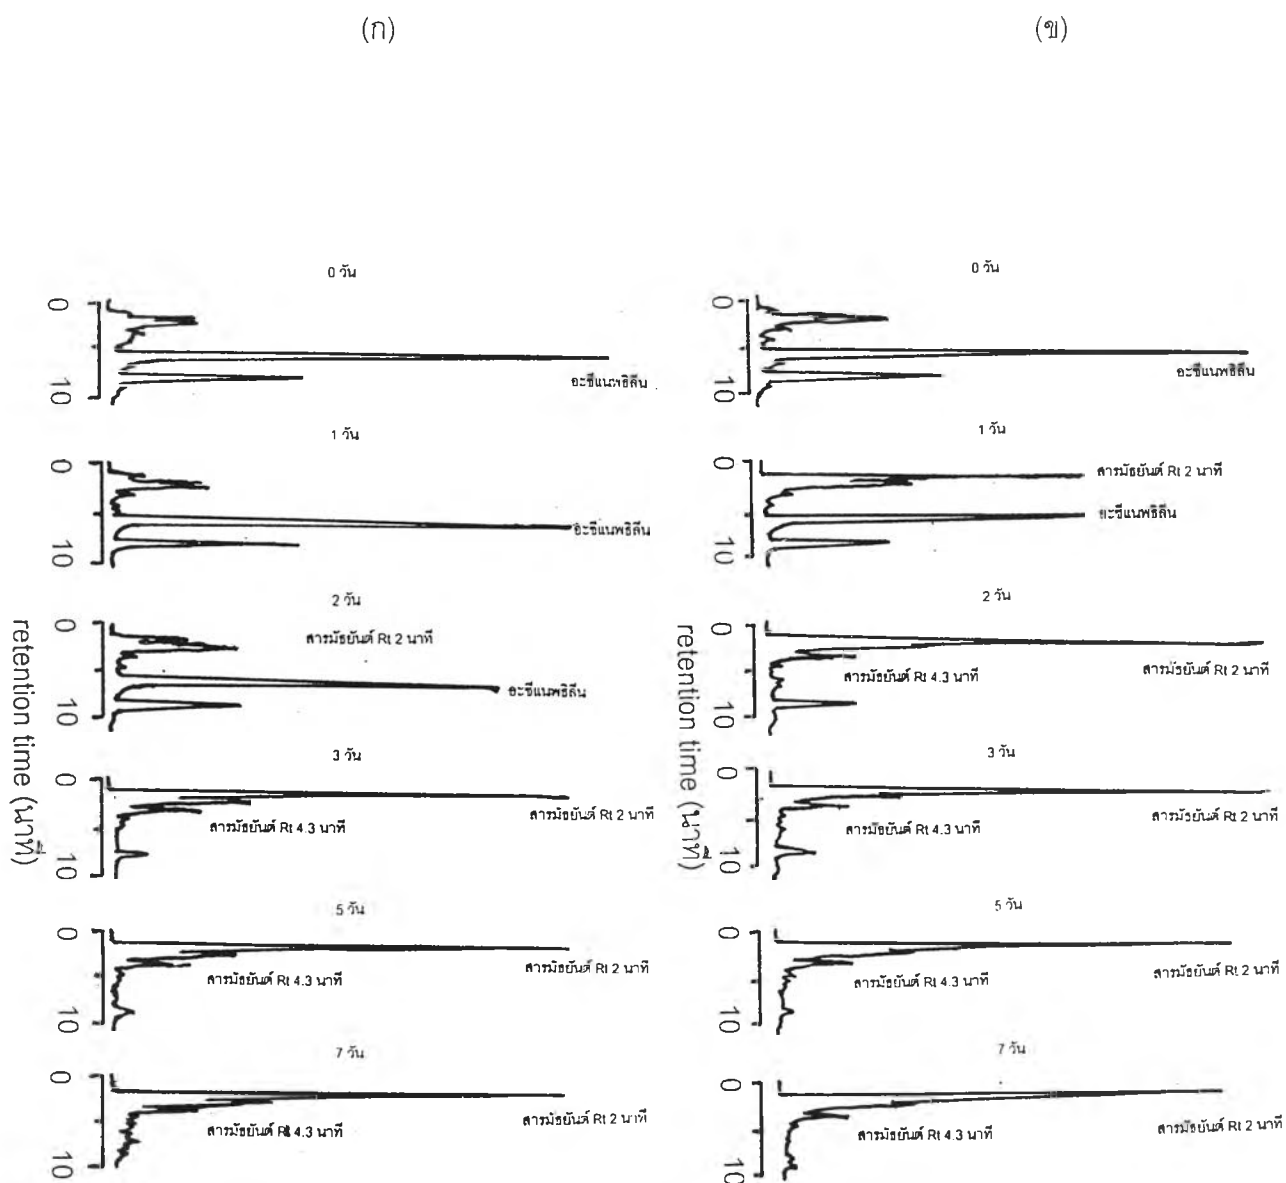 (ก)
(ข)
0 วัน
0
10
อะซีแนพธิลีน
1 วัน
0
10
อะซีแนพธิลีน
2 วัน
0
10
สารมัธยันต์ Rt 2 นาที
อะซีแนพธิลีน
3 วัน
0
10
สารมัธยันต์ Rt 4.3 นาที
สารมัธยันต์ Rt 2 นาที
5 วัน
0
10
สารมัธยันต์ Rt 4.3 นาที
สารมัธยันต์ Rt 2 นาที
7 วัน
0
10
สารมัธยันต์ Rt 4.3 นาที
สารมัธยันต์ Rt 2 นาที
retention time (นาที)
0 วัน
0
10
อะซีแนพธิลีน
1 วัน
0
10
สารมัธยันต์ Rt 2 นาที
อะซีแนพธิลีน
2 วัน
0
10
สารมัธยันต์ Rt 4.3 นาที
สารมัธยันต์ Rt 2 นาที
3 วัน
0
10
สารมัธยันต์ Rt 4.3 นาที
สารมัธยันต์ Rt 2 นาที
5 วัน
0
10
สารมัธยันต์ Rt 4.3 นาที
สารมัธยันต์ Rt 2 นาที
7 วัน
0
10
สารมัธยันต์ Rt 4.3 นาที
สารมัธยันต์ Rt 2 นาที
retention time (นาที)